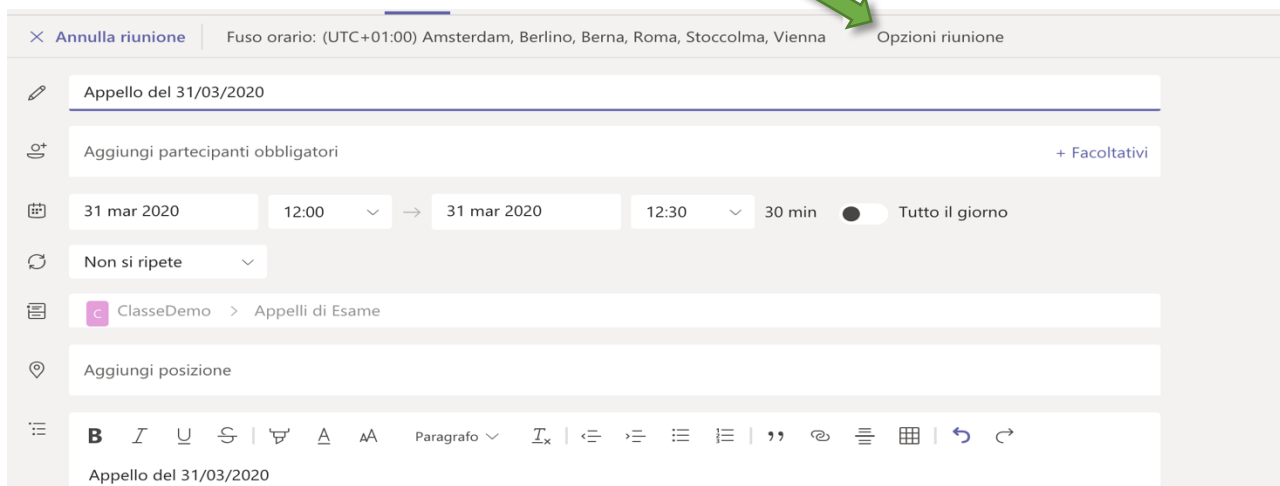 Annulla riunione Fuso orario: (UTC+01:00) Amsterdam, Berlino, Berna, Roma, Stoccolma, Vienna Opzioni riunione
Appello del 31/03/2020
Aggiungi partecipanti obbligatori + Facoltativi
31 mar 2020 12:00 → 31 mar 2020 12:30 30 min Tutto il giorno
Non si ripete
C ClasseDemo > Appelli di Esame
Aggiungi posizione
B I U S A AA Paragrafo Tx
Appello del 31/03/2020